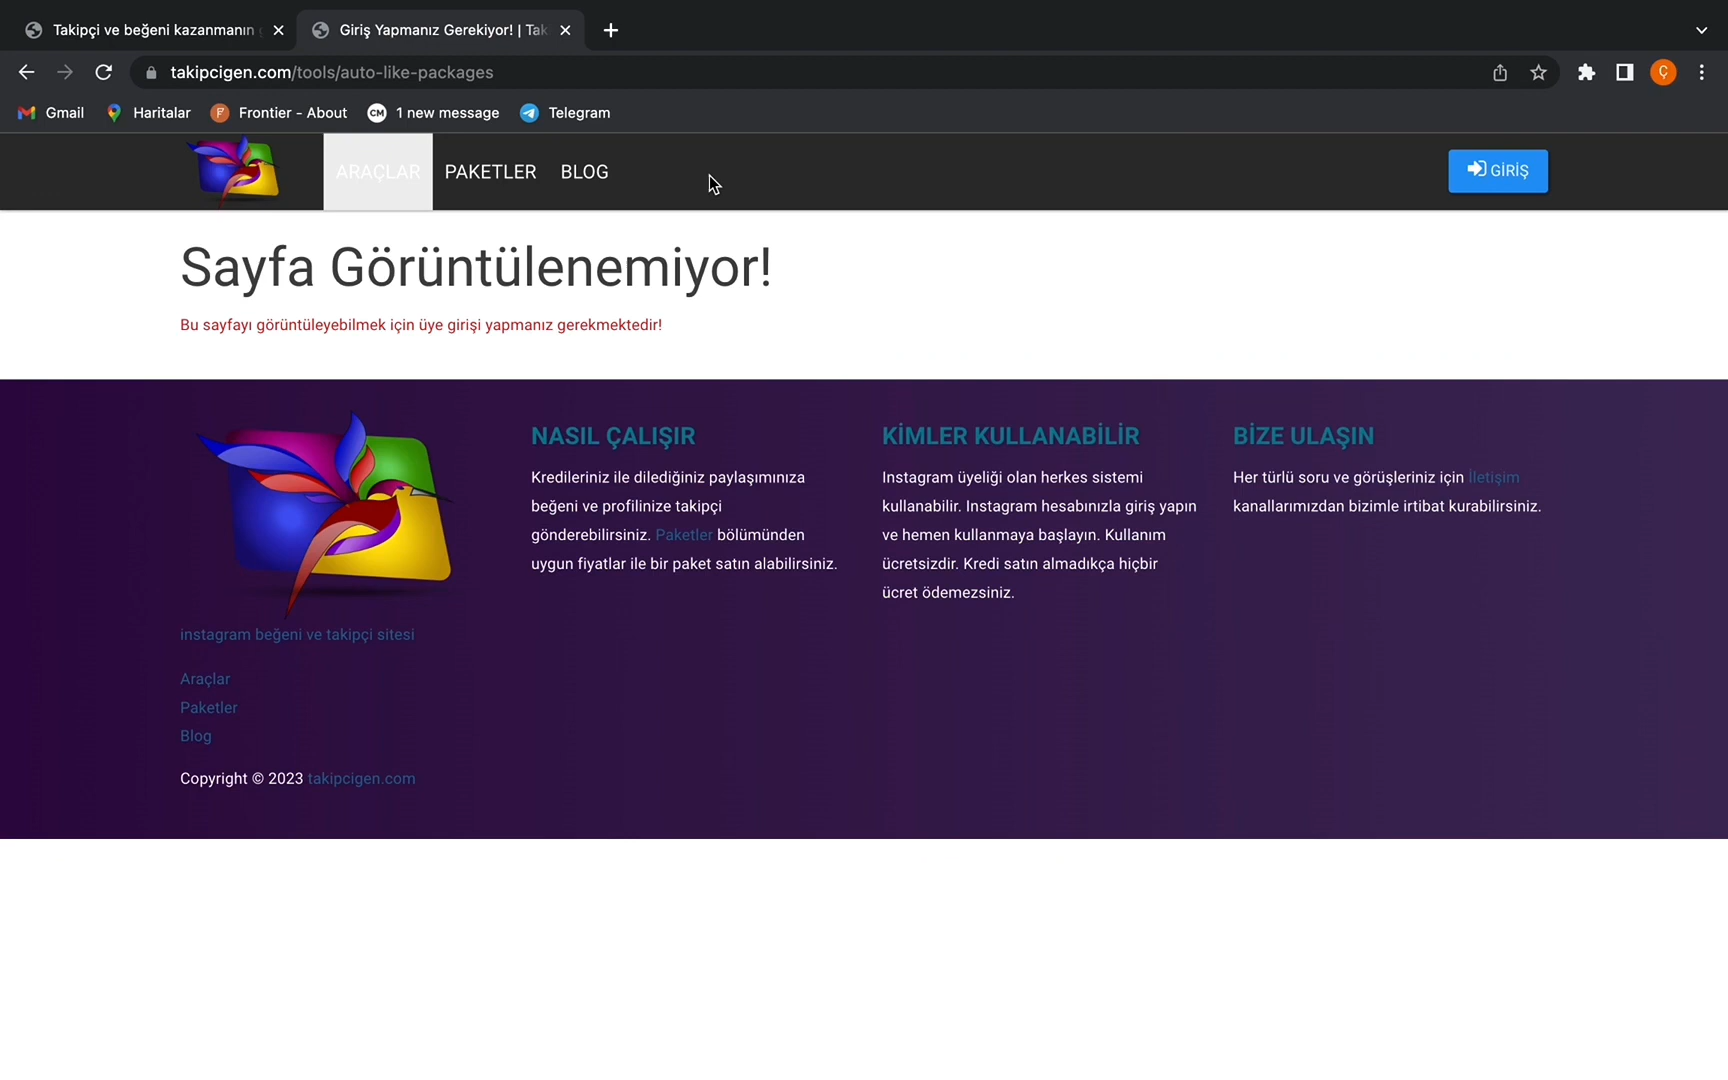 Takipçi ve beğeni kazanmanın
Giriş Yapmanız Gerekiyor! | Tak
takipcigen.com/tools/auto-like-packages
Ç
Gmail
Haritalar
F
Frontier - About
CM
1 new message
Telegram
ARAÇLAR
PAKETLER
BLOG
GİRİŞ
Sayfa Görüntülenemiyor!
Bu sayfayı görüntüleyebilmek için üye girişi yapmanız gerekmektedir!
instagram beğeni ve takipçi sitesi
Araçlar
Paketler
Blog
Copyright © 2023 takipcigen.com
NASIL ÇALIŞIR
Kredileriniz ile dilediğiniz paylaşımınıza
beğeni ve profilinize takipçi
gönderebilirsiniz. Paketler bölümünden
uygun fiyatlar ile bir paket satın alabilirsiniz.
KİMLER KULLANABİLİR
Instagram üyeliği olan herkes sistemi
kullanabilir. Instagram hesabınızla giriş yapın
ve hemen kullanmaya başlayın. Kullanım
ücretsizdir. Kredi satın almadıkça hiçbir
ücret ödemezsiniz.
BİZE ULAŞIN
Her türlü soru ve görüşleriniz için İletişim
kanallarımızdan bizimle irtibat kurabilirsiniz.